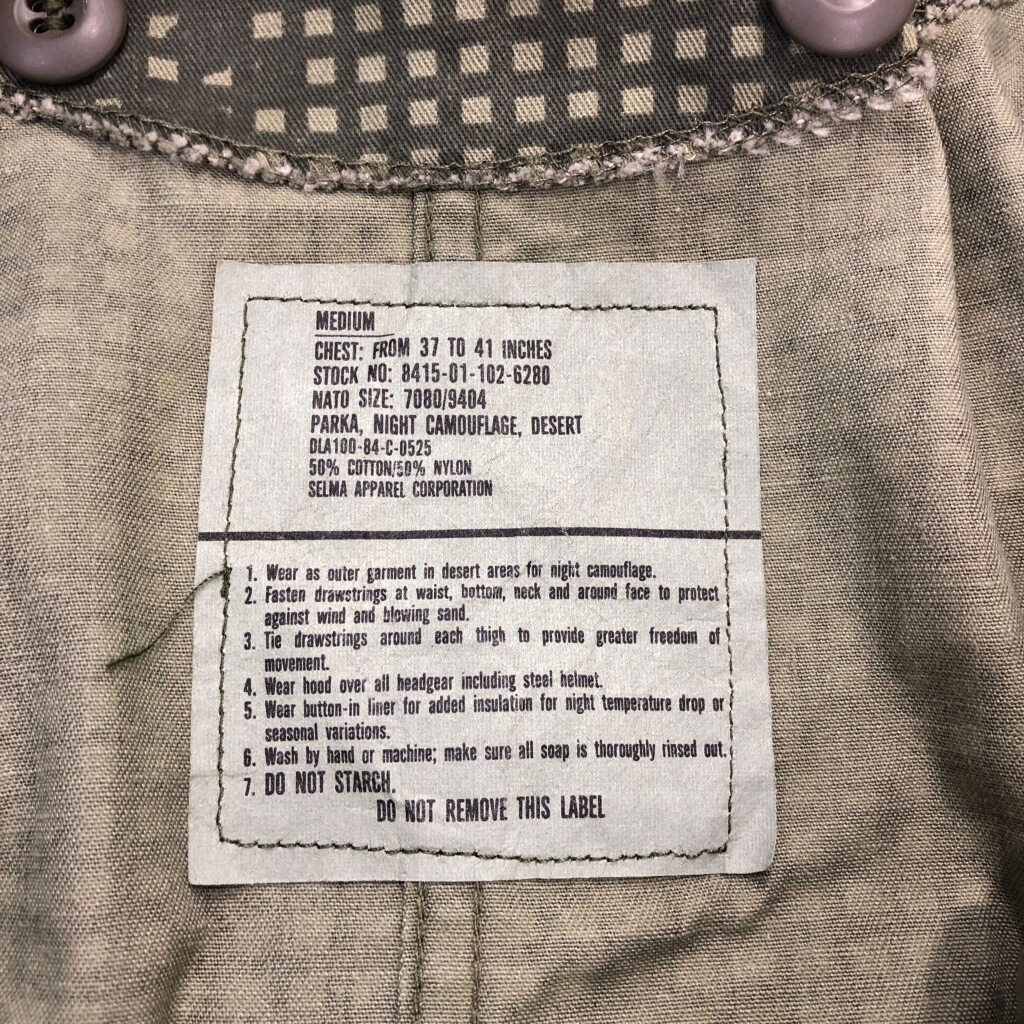 MEDIUM
CHEST: FROM 37 TO 41 INCHES
STOCK NO: 8415-01-102-6280
NATO SIZE: 7080/9404
PARKA, NIGHT CAMOUFLAGE, DESERT
DLA100-84-C-0525
50% COTTON/50% NYLON
SELMA APPAREL CORPORATION
1. Wear as outer garment in desert areas for night camouflage.
2. Fasten drawstrings at waist, bottom, neck and around face to protect
against wind and blowing sand.
3. Tie drawstrings around each thigh to provide greater freedom of
movement.
4. Wear hood over all headgear including steel helmet.
5. Wear button-in liner for added insulation for night temperature drop or
seasonal variations.
6. Wash by hand or machine; make sure all soap is thoroughly rinsed out.
7. DO NOT STARCH.
DO NOT REMOVE THIS LABEL